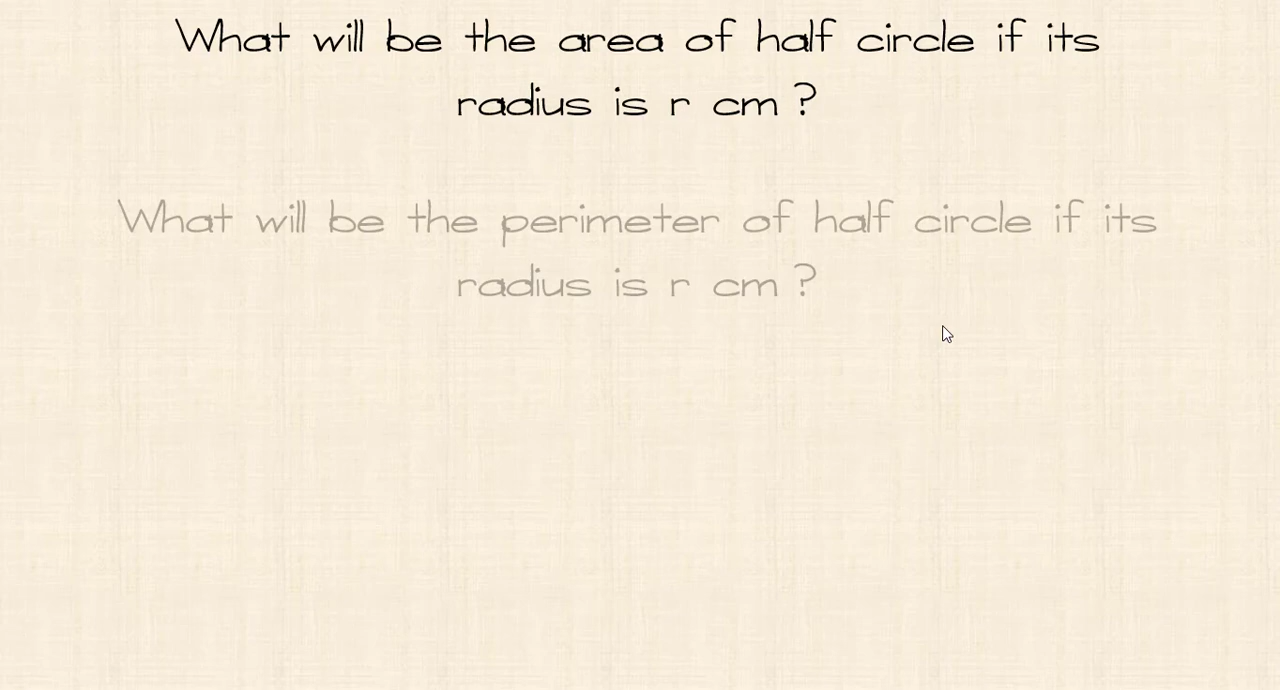 What will be the area of half circle if its
radius is r cm ?
What will be the perimeter of half circle if its
radius is r cm ?